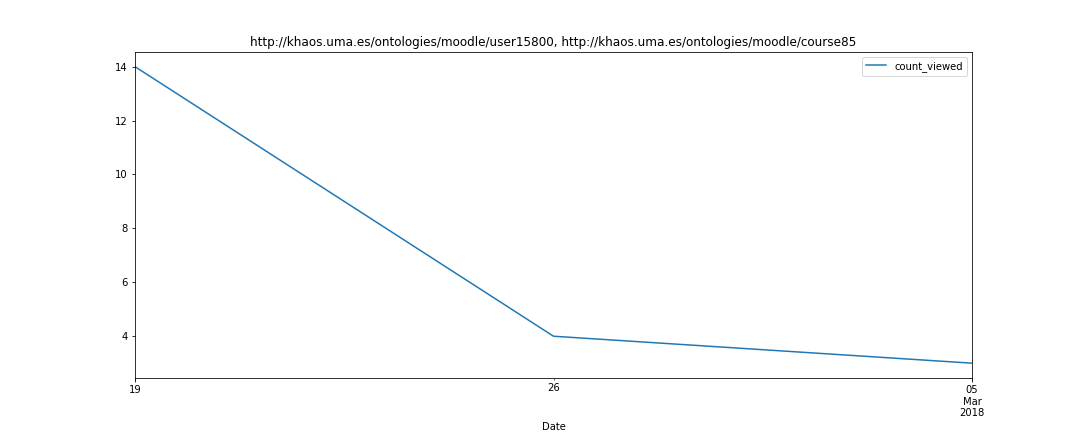 http://khaos.uma.es/ontologies/moodle/user15800, http://khaos.uma.es/ontologies/moodle/course85
count_viewed
14
12
10
8
6
4
19
26
05
Mar
2018
Date